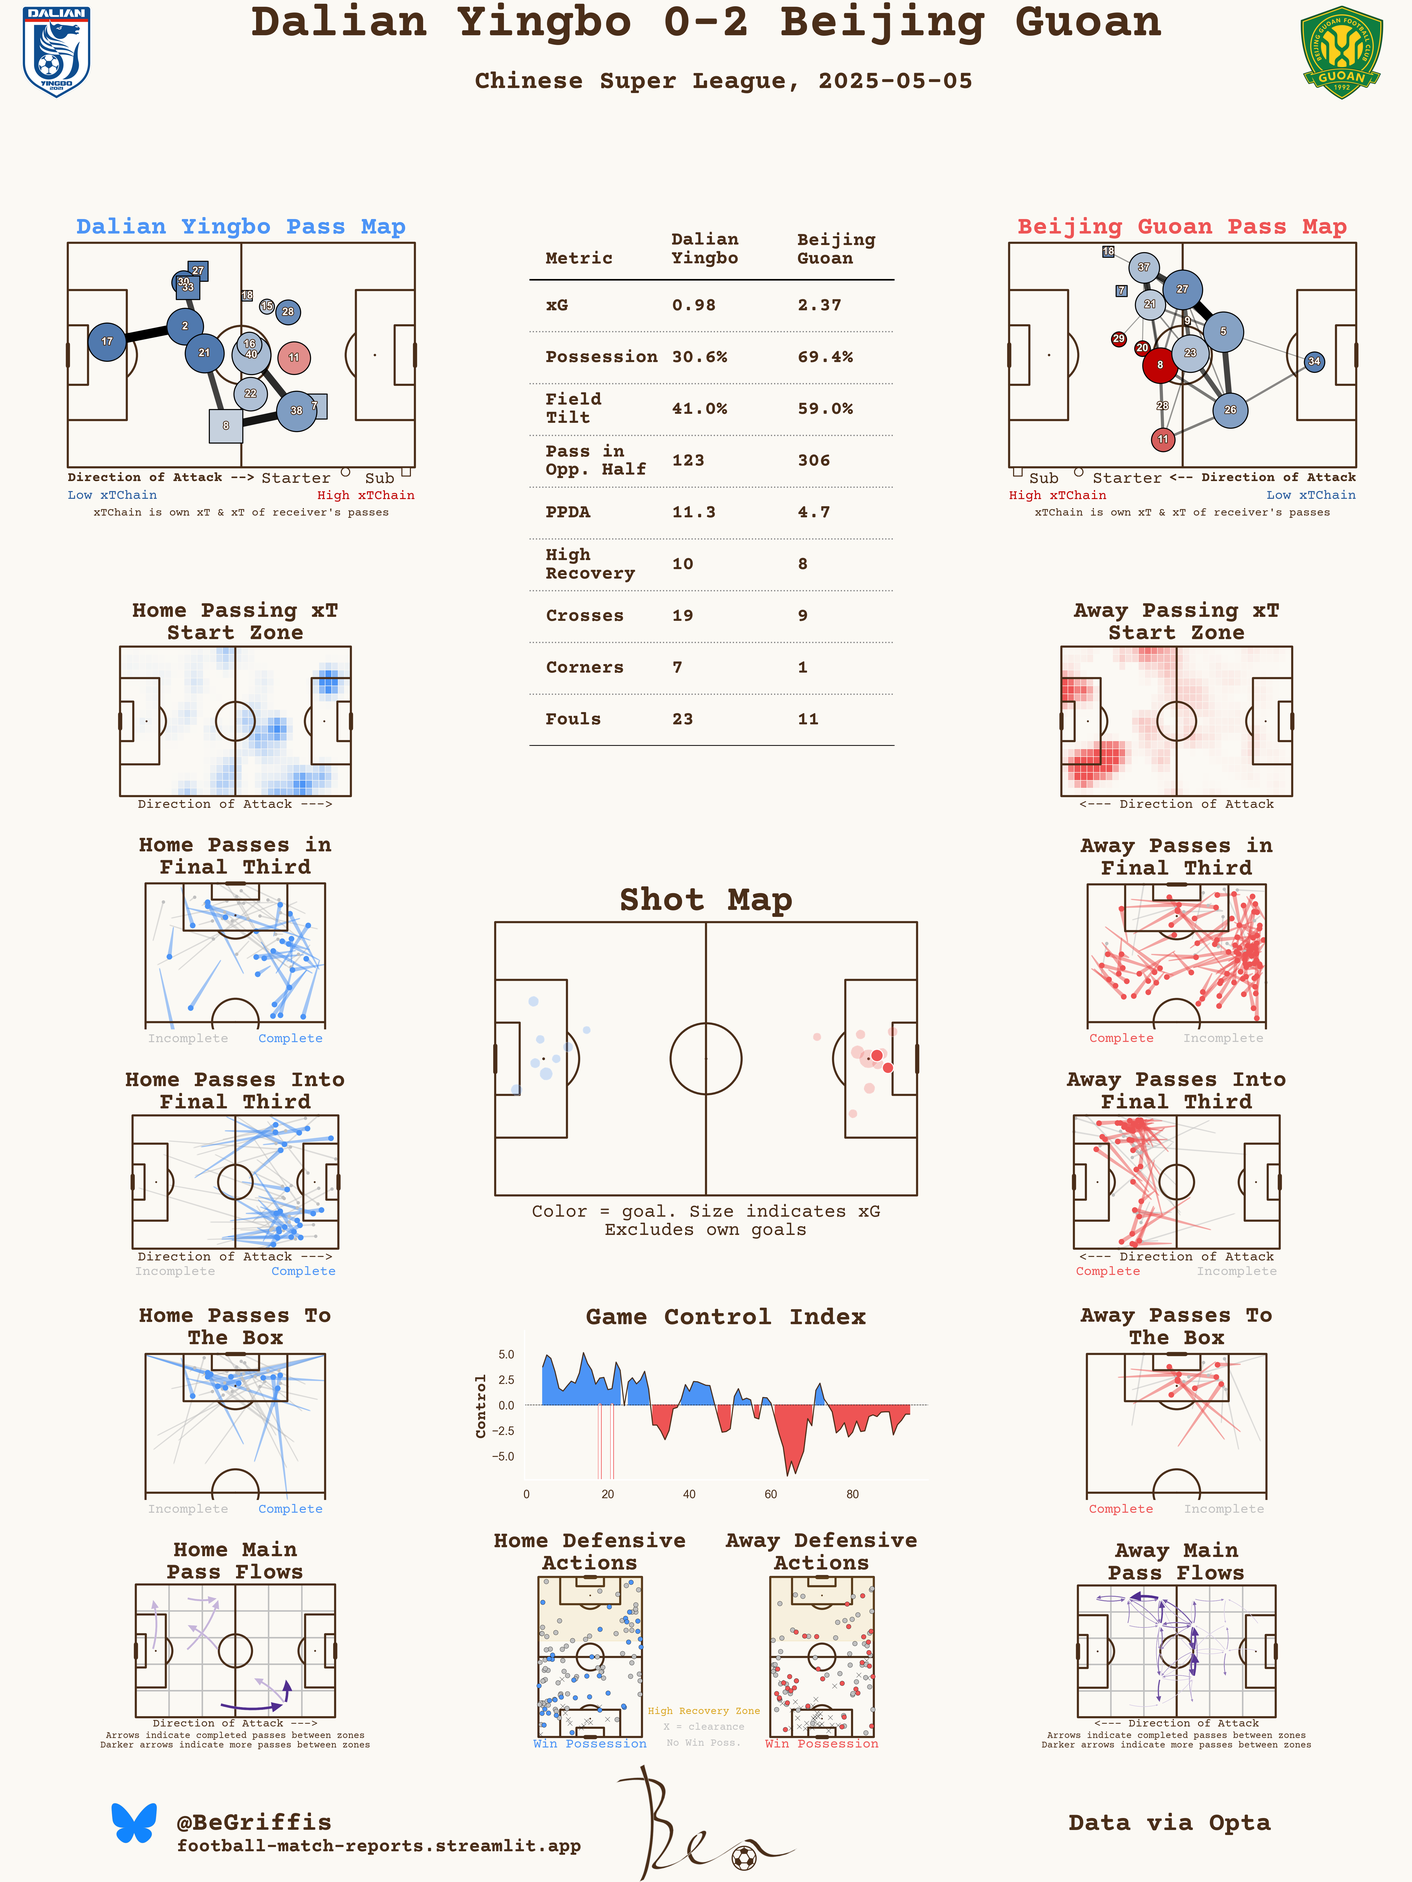 Dalian Yingbo 0-2 Beijing Guoan
Chinese Super League, 2025-05-05
DALIAN
YINGBO
2021
BEIJING GUOAN FOOTBALL CLUB
GUOAN
1992
Dalian Yingbo Pass Map
30
27
33
18
15
28
2
17
21
16
40
11
22
38
7
8
Direction of Attack --> Starter Sub
Low xTChain High xTChain
xTChain is own xT & xT of receiver's passes
Metric Dalian Yingbo Beijing Guoan
xG 0.98 2.37
Possession 30.6% 69.4%
Field Tilt 41.0% 59.0%
Pass in Opp. Half 123 306
PPDA 11.3 4.7
High Recovery 10 8
Crosses 19 9
Corners 7 1
Fouls 23 11
Beijing Guoan Pass Map
18
37
7
27
21
9
5
29
20
23
8
34
28
26
11
Sub Starter <-- Direction of Attack
High xTChain Low xTChain
xTChain is own xT & xT of receiver's passes
Home Passing xT
Start Zone
Direction of Attack --->
Away Passing xT
Start Zone
<--- Direction of Attack
Home Passes in
Final Third
Incomplete Complete
Away Passes in
Final Third
Complete Incomplete
Shot Map
Color = goal. Size indicates xG
Excludes own goals
Home Passes Into
Final Third
Direction of Attack --->
Incomplete Complete
Away Passes Into
Final Third
<--- Direction of Attack
Complete Incomplete
Home Passes To
The Box
Incomplete Complete
Game Control Index
Control
5.0
2.5
0.0
−2.5
−5.0
0 20 40 60 80
Away Passes To
The Box
Complete Incomplete
Home Main
Pass Flows
Direction of Attack --->
Arrows indicate completed passes between zones
Darker arrows indicate more passes between zones
Home Defensive
Actions
Win Possession
High Recovery Zone
X = clearance
No Win Poss.
Away Defensive
Actions
Win Possession
Away Main
Pass Flows
<--- Direction of Attack
Arrows indicate completed passes between zones
Darker arrows indicate more passes between zones
@BeGriffis
football-match-reports.streamlit.app
Ben
Data via Opta